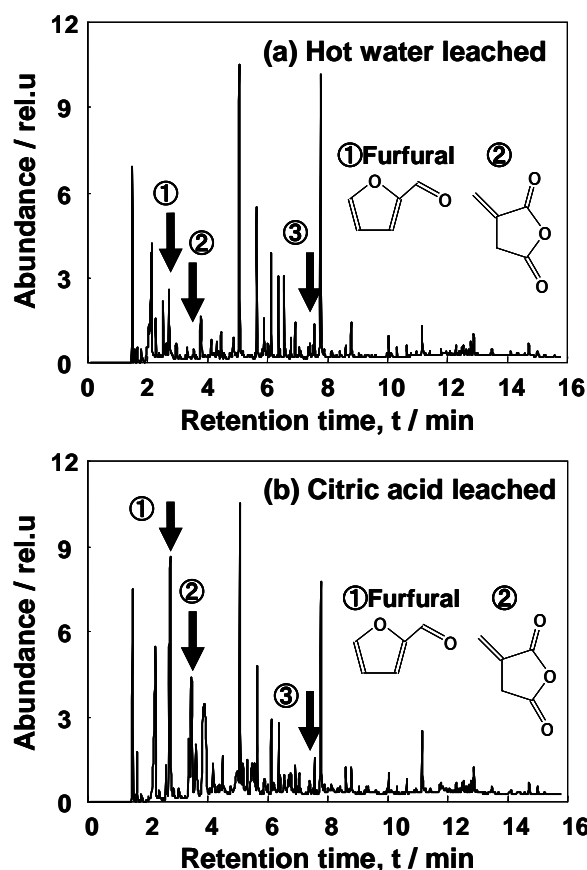 12
(a) Hot water leached
9
①Furfural ②
O
O
O
O
O
6
①
②
③
3
0
0 2 4 6 8 10 12 14 16
Abundance / rel.u
Retention time, t / min
12
(b) Citric acid leached
①
9
②
①Furfural ②
O
O
O
O
O
6
③
3
0
0 2 4 6 8 10 12 14 16
Abundance / rel.u
Retention time, t / min